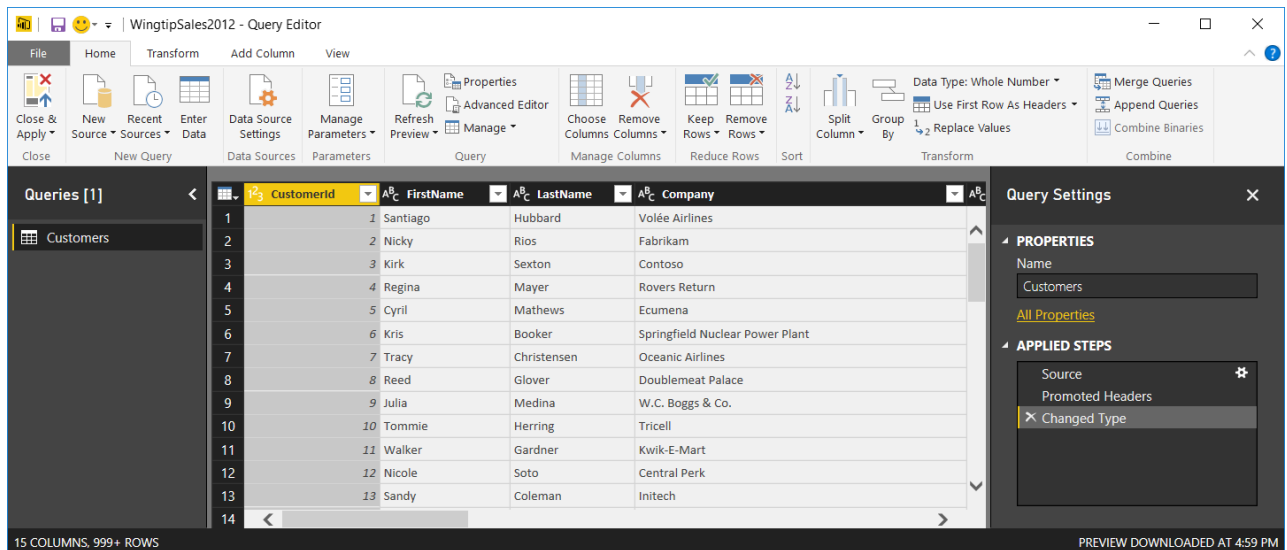 WingtipSales2012 - Query Editor
File Home Transform Add Column View
Close & Apply
New Source
Recent Sources
Enter Data
Data Source Settings
Manage Parameters
Refresh Preview
Properties
Advanced Editor
Manage
Choose Columns
Remove Columns
Keep Rows
Remove Rows
Split Column
Group By
Data Type: Whole Number
Use First Row As Headers
Replace Values
Merge Queries
Append Queries
Combine Binaries
Close New Query Data Sources Parameters Query Manage Columns Reduce Rows Sort Transform Combine
Queries [1]
Customers
CustomerId FirstName LastName Company
1 1 Santiago Hubbard Volée Airlines
2 2 Nicky Rios Fabrikam
3 3 Kirk Sexton Contoso
4 4 Regina Mayer Rovers Return
5 5 Cyril Mathews Ecumena
6 6 Kris Booker Springfield Nuclear Power Plant
7 7 Tracy Christensen Oceanic Airlines
8 8 Reed Glover Doublemeat Palace
9 9 Julia Medina W.C. Boggs & Co.
10 10 Tommie Herring Tricell
11 11 Walker Gardner Kwik-E-Mart
12 12 Nicole Soto Central Perk
13 13 Sandy Coleman Initech
14
Query Settings
PROPERTIES
Name
Customers
All Properties
APPLIED STEPS
Source
Promoted Headers
Changed Type
15 COLUMNS, 999+ ROWS
PREVIEW DOWNLOADED AT 4:59 PM